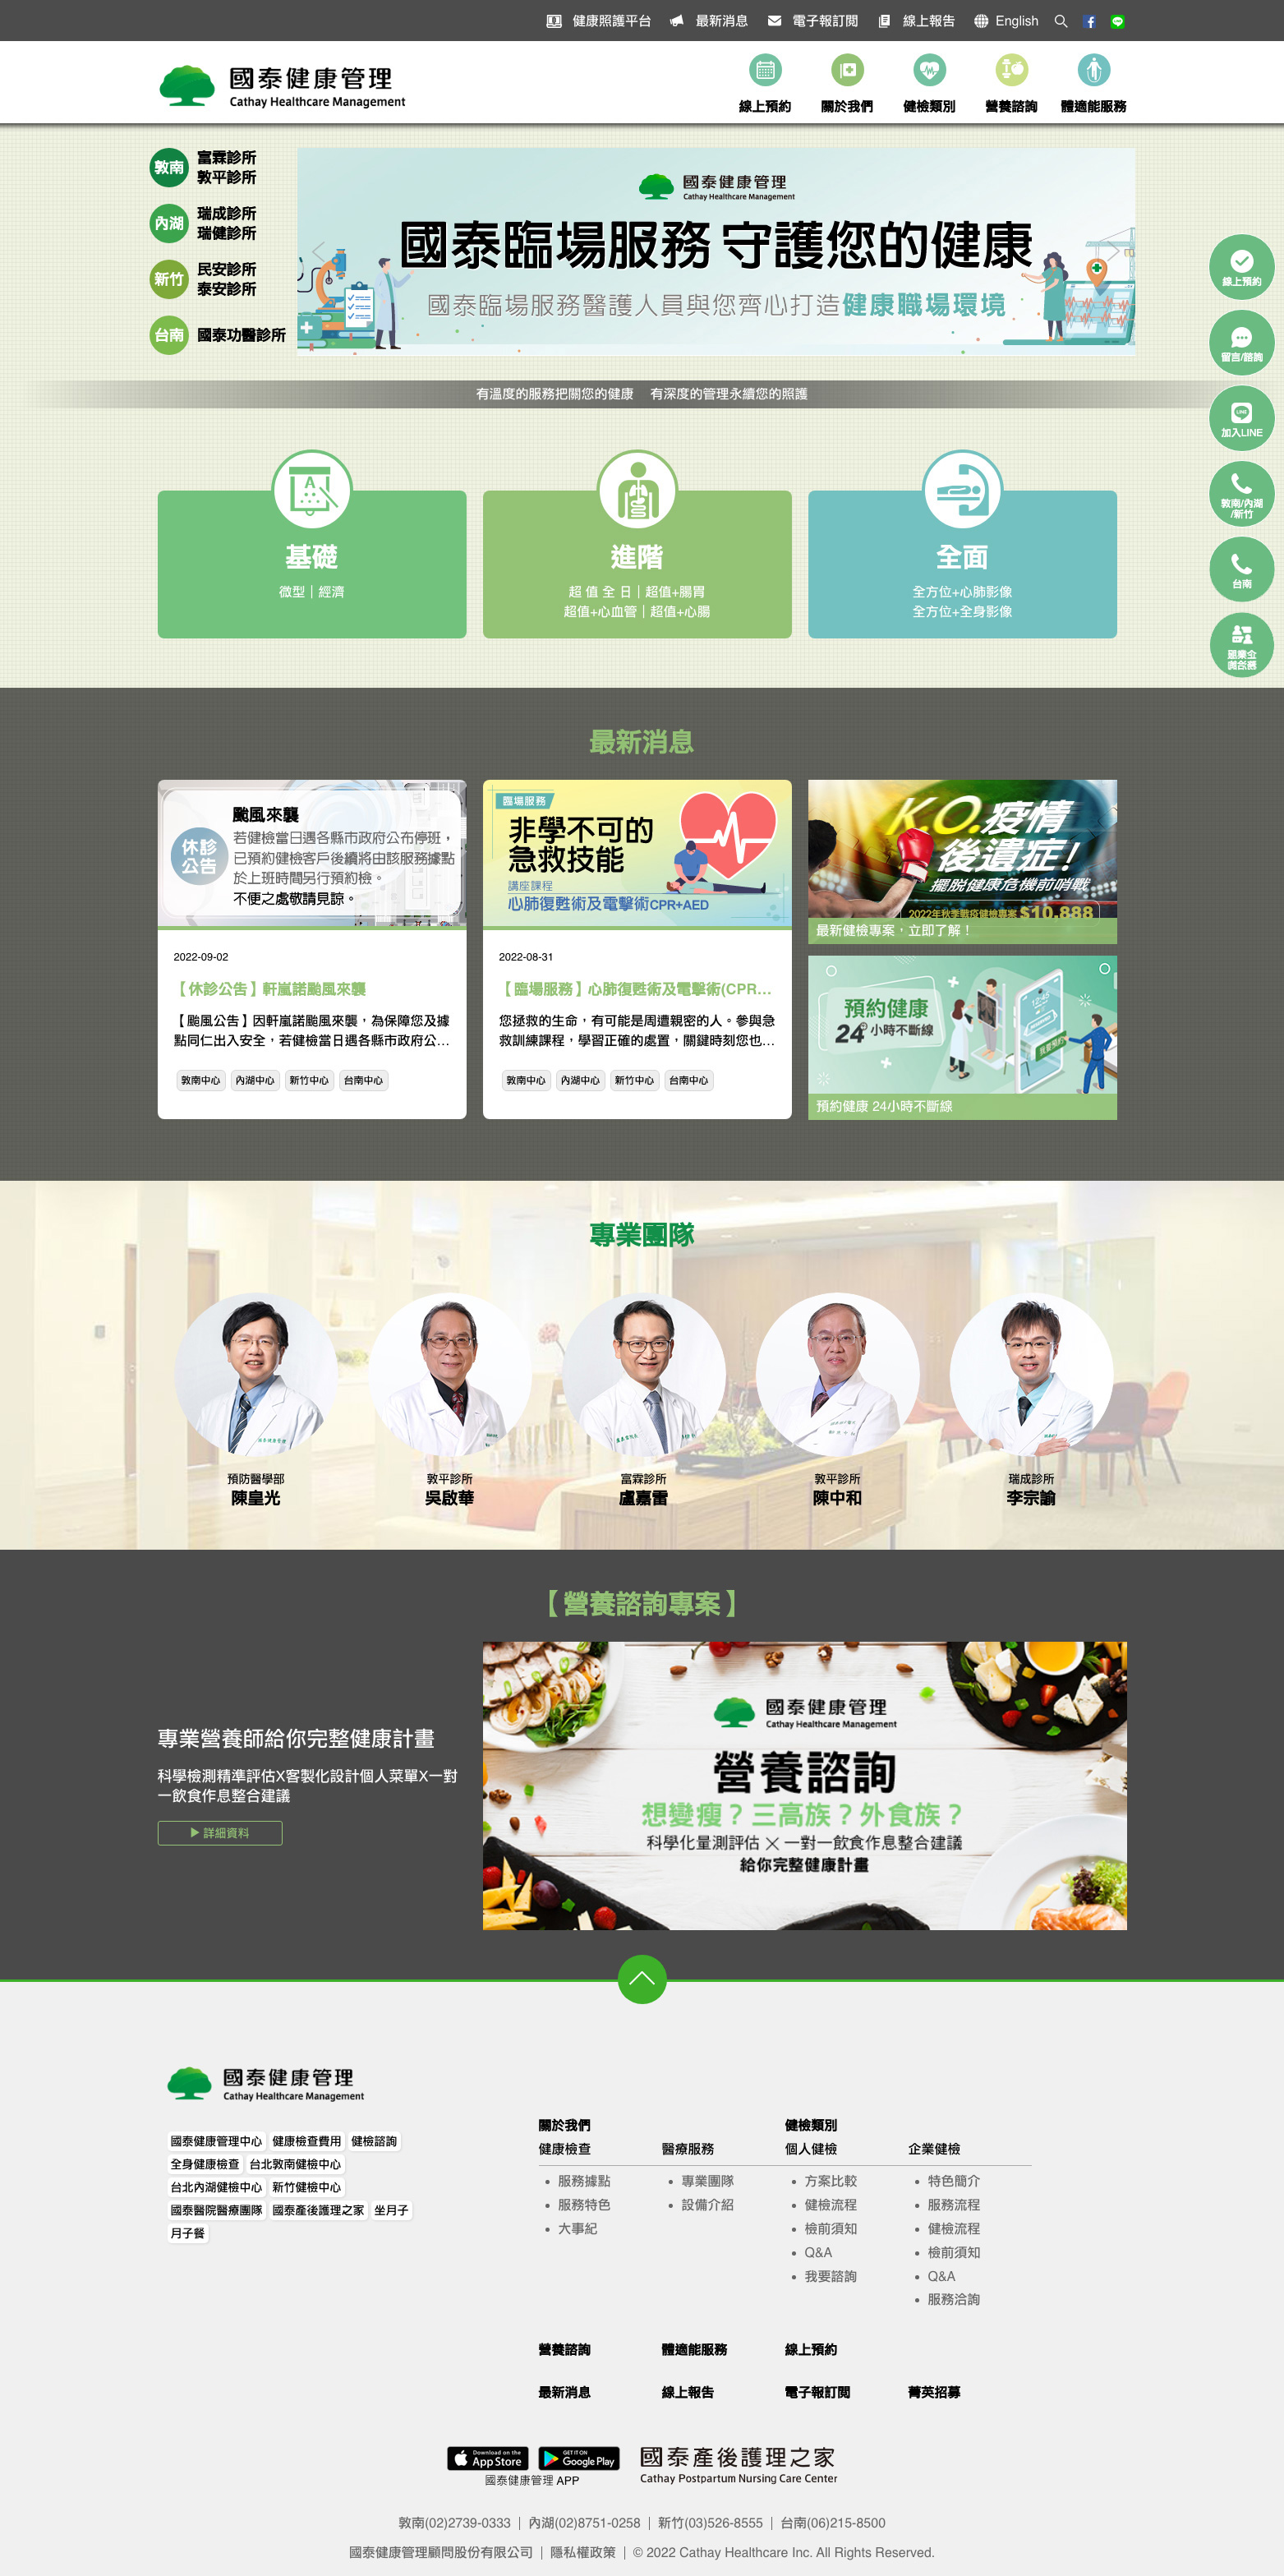 健康照護平台 最新消息 電子報訂閱 線上報告 English
國泰健康管理
Cathay Healthcare Management
線上預約 關於我們 健檢類別 營養諮詢 體適能服務
敦南 富霖診所
敦平診所
內湖 瑞成診所
瑞健診所
新竹 民安診所
泰安診所
台南 國泰功醫診所
國泰健康管理
Cathay Healthcare Management
國泰臨場服務 守護您的健康
國泰臨場服務醫護人員與您齊心打造健康職場環境
線上預約
留言/諮詢
加入LINE
敦南/內湖
/新竹
台南
有溫度的服務把關您的健康 有深度的管理永續您的照護
基礎
微型｜經濟
進階
超 值 全 日｜超值+腸胃
超值+心血管｜超值+心腸
全面
全方位+心肺影像
全方位+全身影像
最新消息
休診
公告
颱風來襲
若健檢當日遇各縣市政府公布停班，
已預約健檢客戶後續將由該服務據點
於上班時間另行預約檢。
不便之處敬請見諒。
2022-09-02
【休診公告】軒嵐諾颱風來襲
【颱風公告】因軒嵐諾颱風來襲，為保障您及據
點同仁出入安全，若健檢當日遇各縣市政府公...
敦南中心 內湖中心 新竹中心 台南中心
臨場服務
非學不可的
急救技能
講座課程
心肺復甦術及電擊術CPR+AED
2022-08-31
【臨場服務】心肺復甦術及電擊術(CPR...
您拯救的生命，有可能是周遭親密的人。參與急
救訓練課程，學習正確的處置，關鍵時刻您也...
敦南中心 內湖中心 新竹中心 台南中心
K.O.疫情
後遺症!
擺脫健康危機前哨戰
2022年秋季戰疫健檢專案 $10,888
最新健檢專案，立即了解！
預約健康
24小時不斷線
12:45
我要預約
預約健康 24小時不斷線
專業團隊
預防醫學部
陳皇光
敦平診所
吳啟華
富霖診所
盧嘉雷
敦平診所
陳中和
瑞成診所
李宗諭
【營養諮詢專案】
專業營養師給你完整健康計畫
科學檢測精準評估X客製化設計個人菜單X一對
一飲食作息整合建議
▶ 詳細資料
國泰健康管理
Cathay Healthcare Management
營養諮詢
想變瘦？三高族？外食族？
科學化量測評估 X 一對一飲食作息整合建議
給你完整健康計畫
國泰健康管理
Cathay Healthcare Management
國泰健康管理中心 健康檢查費用 健檢諮詢
全身健康檢查 台北敦南健檢中心
台北內湖健檢中心 新竹健檢中心
國泰醫院醫療團隊 國泰產後護理之家 坐月子
月子餐
關於我們
健康檢查 醫療服務
服務據點
服務特色
大事紀
專業團隊
設備介紹
健檢類別
個人健檢 企業健檢
方案比較
健檢流程
檢前須知
Q&A
我要諮詢
特色簡介
服務流程
健檢流程
檢前須知
Q&A
服務洽詢
營養諮詢 體適能服務 線上預約
最新消息 線上報告 電子報訂閱 菁英招募
Download on the
App Store
GET IT ON
Google Play
國泰健康管理 APP
國泰產後護理之家
Cathay Postpartum Nursing Care Center
敦南(02)2739-0333｜內湖(02)8751-0258｜新竹(03)526-8555｜台南(06)215-8500
國泰健康管理顧問股份有限公司｜隱私權政策｜© 2022 Cathay Healthcare Inc. All Rights Reserved.